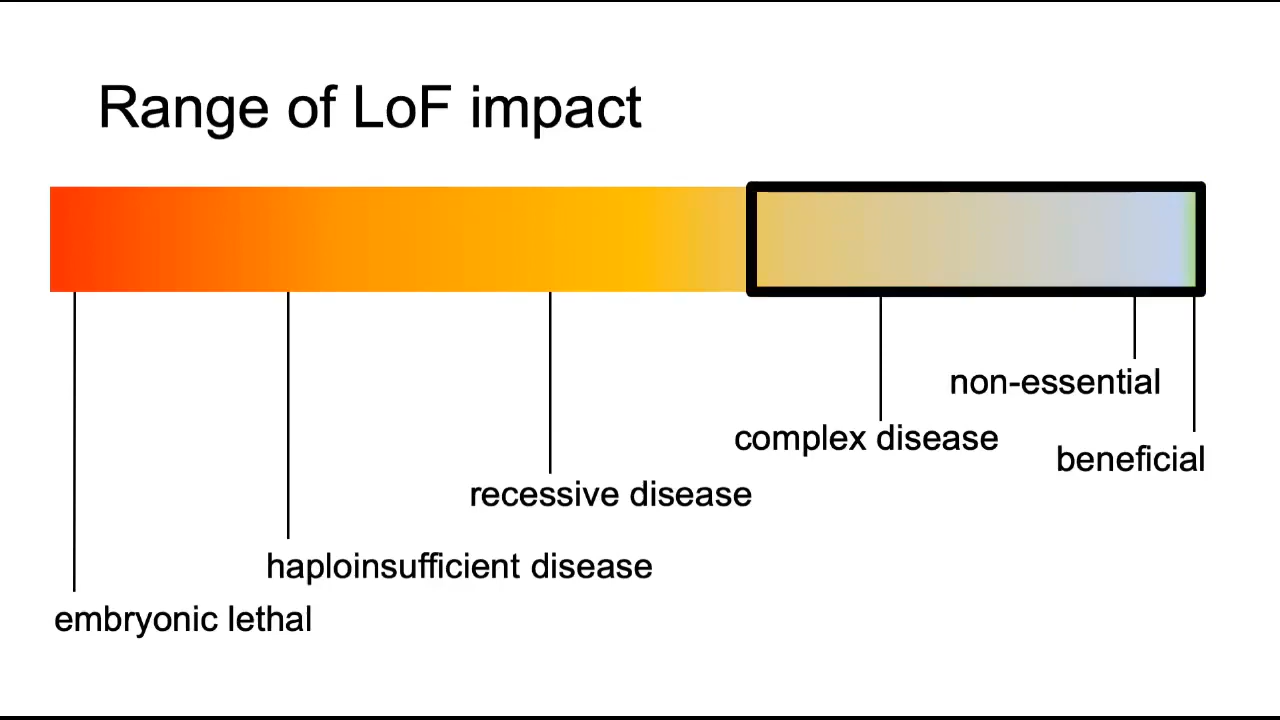 Range of LoF impact
non-essential
complex disease
beneficial
recessive disease
haploinsufficient disease
embryonic lethal